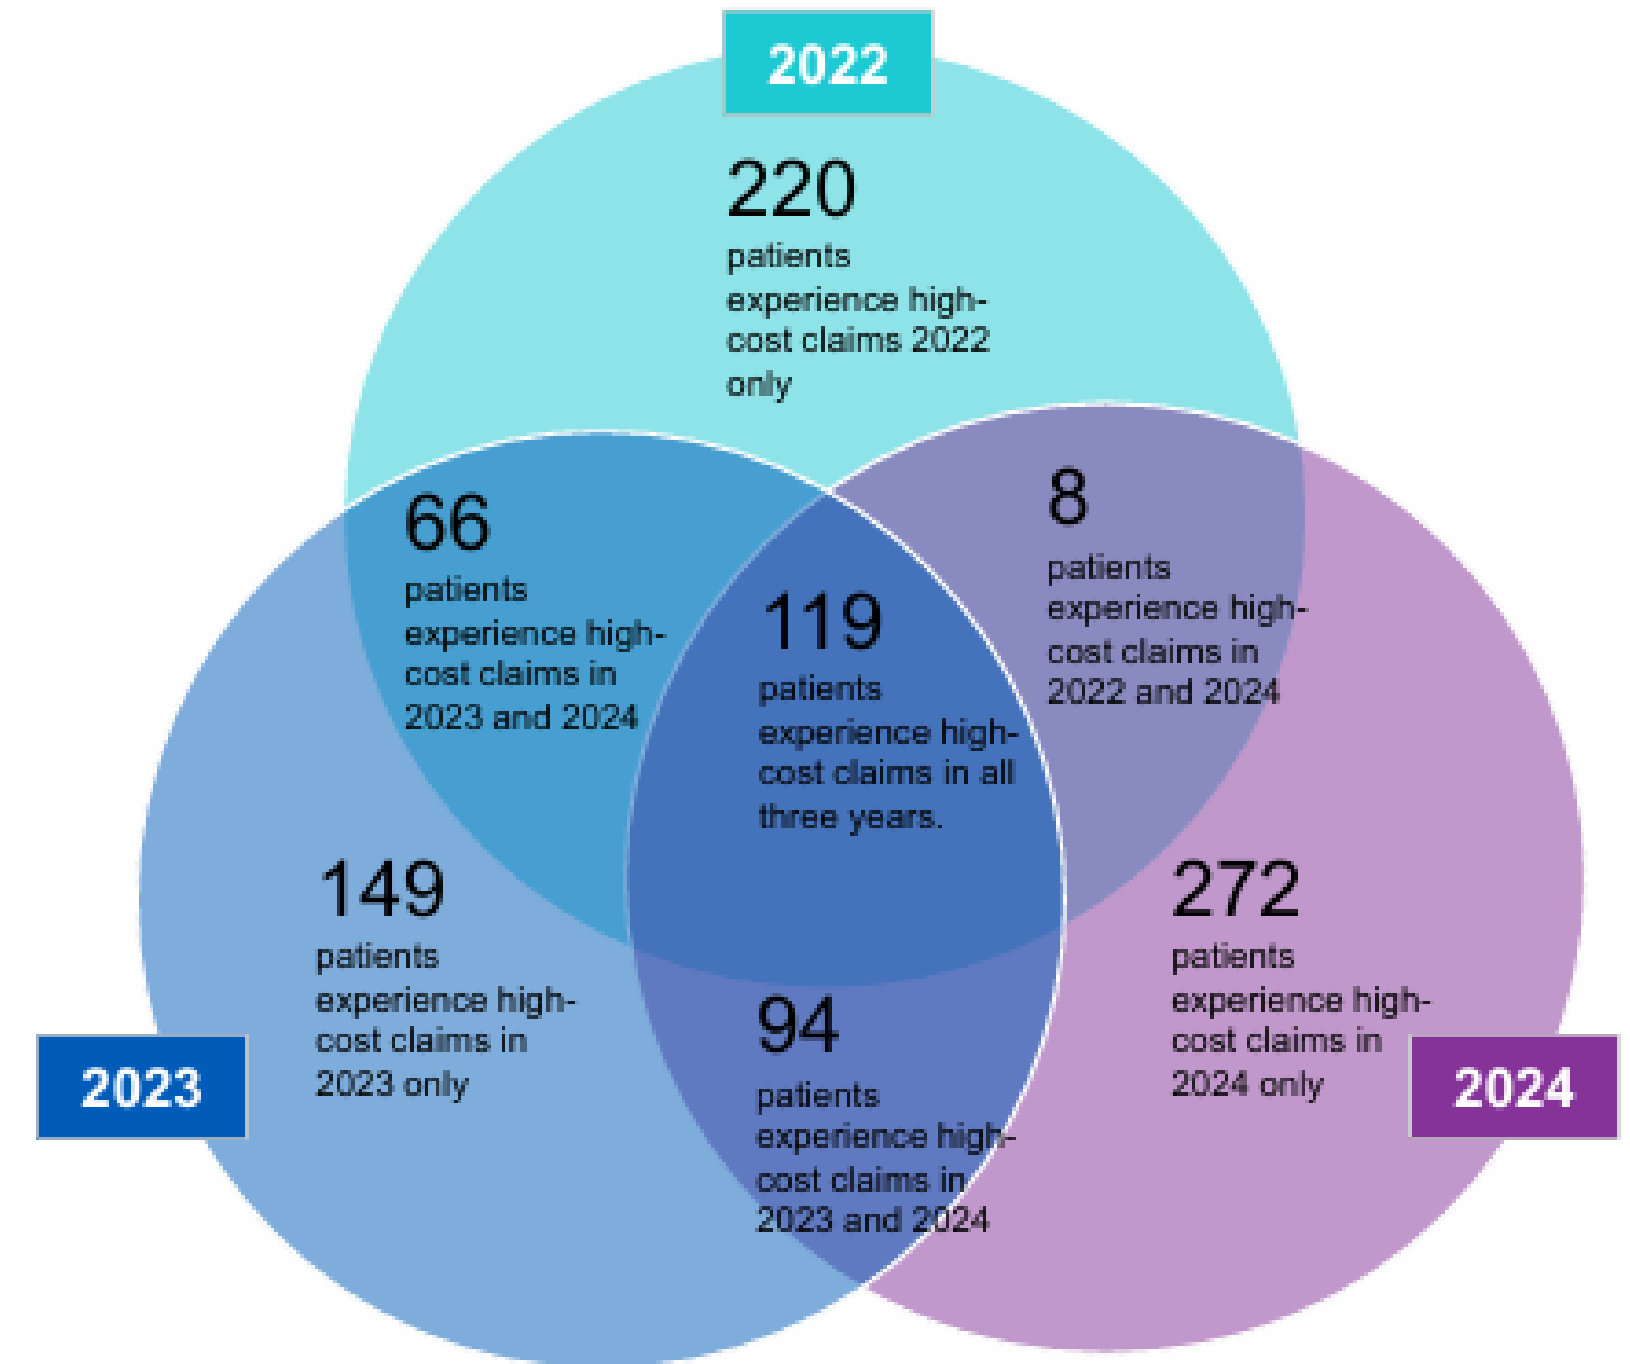 2022
220
patients
experience high-
cost claims 2022
only
66
patients
experience high-
cost claims in
2023 and 2024
8
patients
experience high-
cost claims in
2022 and 2024
119
patients
experience high-
cost claims in all
three years.
149
patients
experience high-
cost claims in
2023 only
272
patients
experience high-
cost claims in
2024 only
94
patients
experience high-
cost claims in
2023 and 2024
2023
2024